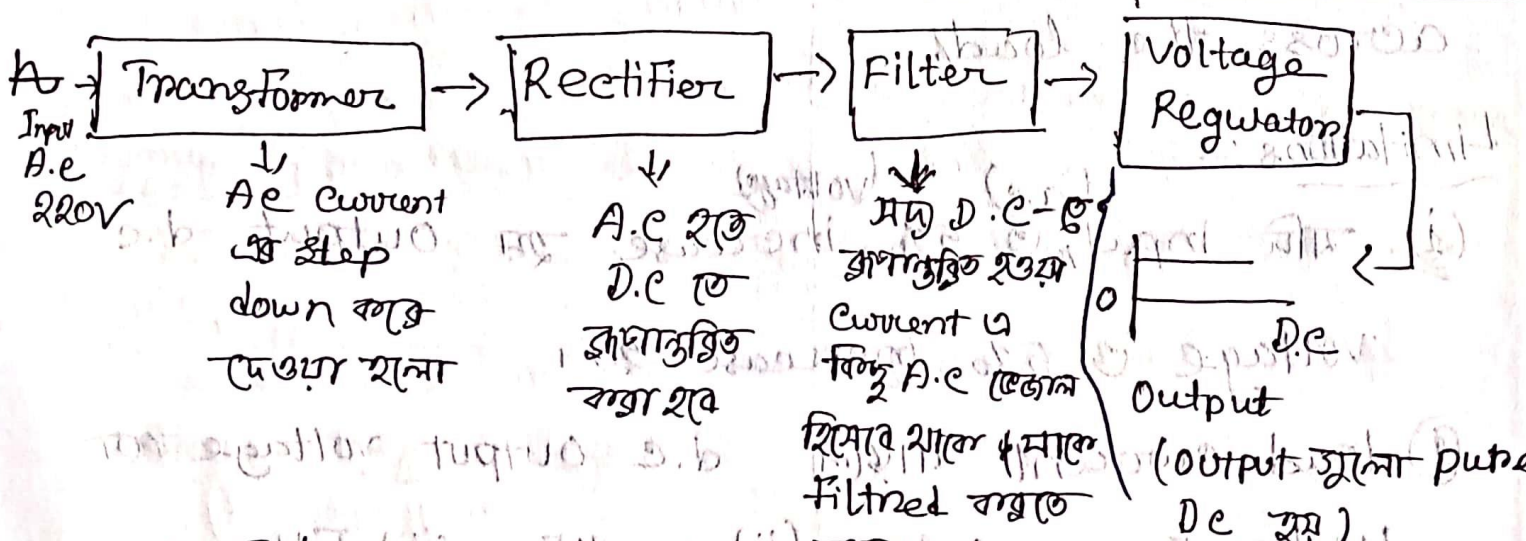 Transformer
Rectifier
Filter
Voltage
Regulator
Input
A.C
220V
AC current
এর step
down করে
দেওয়া হলো
A.C হতে
D.C তে
রূপান্তরিত
করা হবে
সদ্য D.C-তে
রূপান্তরিত হওয়া
current এ
কিছু A.C ভেজাল
হিসেবে থাকে যাকে
filtred করতে
0
D.C
Output
(output গুলো pure
DC হয়)